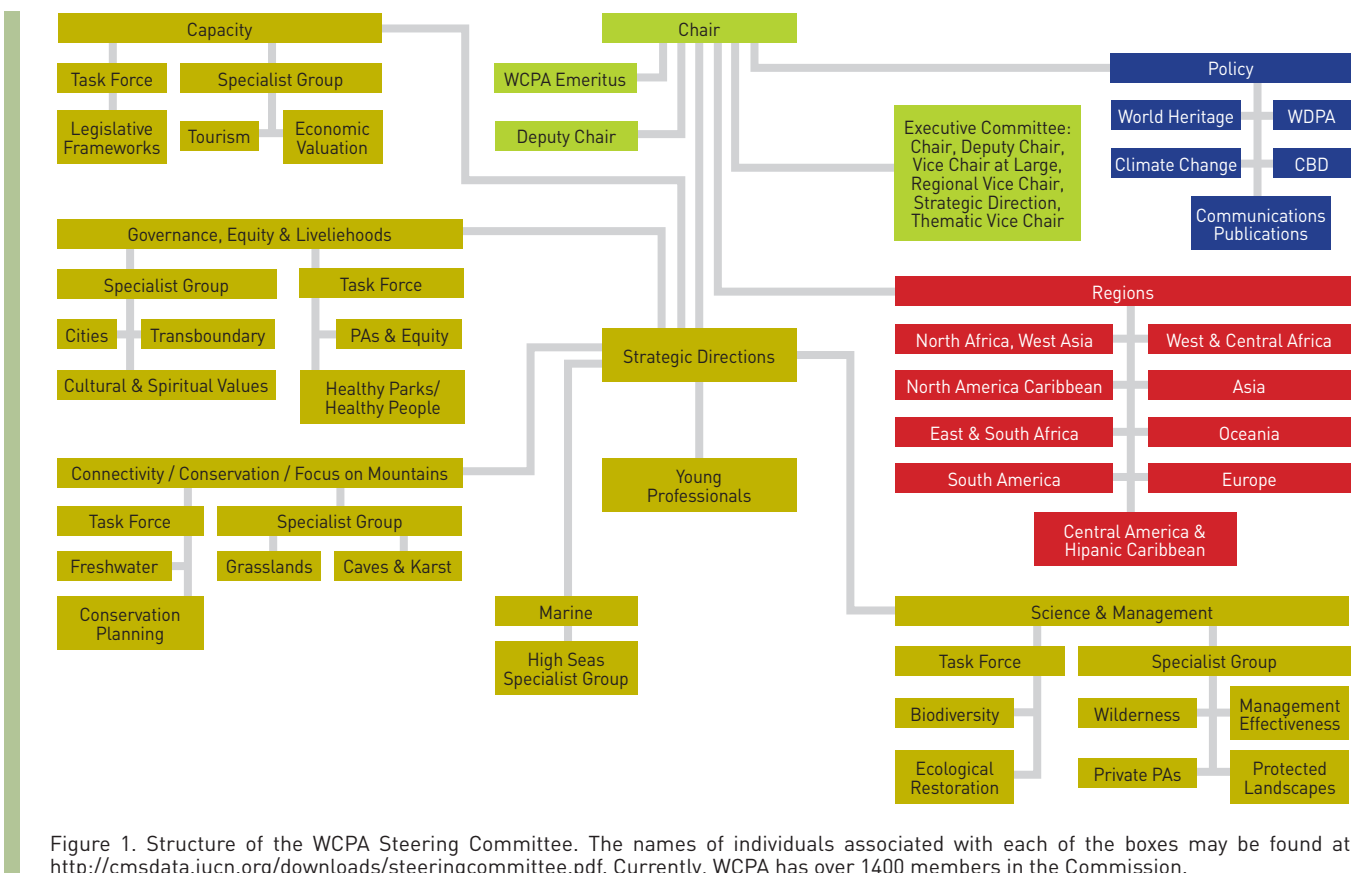 Capacity
Task Force
Specialist Group
Legislative
Frameworks
Tourism
Economic
Valuation
Chair
WCPA Emeritus
Deputy Chair
Executive Committee:
Chair, Deputy Chair,
Vice Chair at Large,
Regional Vice Chair,
Strategic Direction,
Thematic Vice Chair
Policy
World Heritage
WDPA
Climate Change
CBD
Communications
Publications
Governance, Equity & Liveliehoods
Specialist Group
Task Force
Cities
Transboundary
PAs & Equity
Cultural & Spiritual Values
Healthy Parks/
Healthy People
Strategic Directions
Regions
North Africa, West Asia
West & Central Africa
North America Caribbean
Asia
East & South Africa
Oceania
South America
Europe
Central America &
Hipanic Caribbean
Connectivity / Conservation / Focus on Mountains
Task Force
Specialist Group
Freshwater
Grasslands
Caves & Karst
Conservation
Planning
Young
Professionals
Marine
High Seas
Specialist Group
Science & Management
Task Force
Specialist Group
Biodiversity
Wilderness
Management
Effectiveness
Ecological
Restoration
Private PAs
Protected
Landscapes
Figure 1. Structure of the WCPA Steering Committee. The names of individuals associated with each of the boxes may be found at
http://cmsdata.iucn.org/downloads/steeringcommittee.pdf. Currently, WCPA has over 1400 members in the Commission.